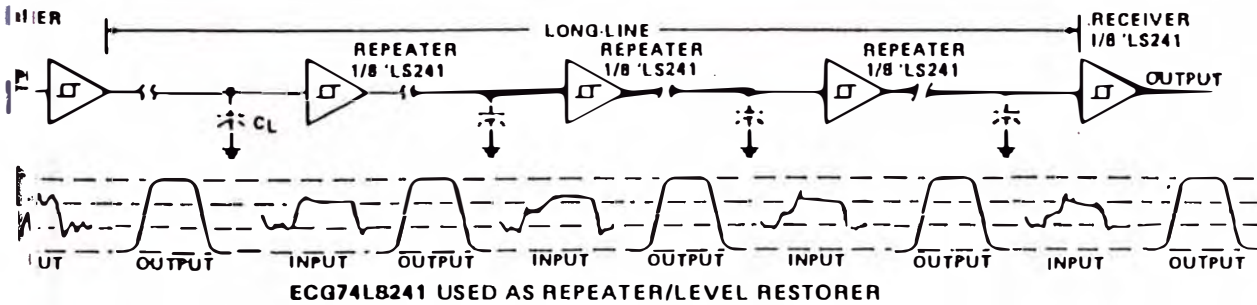 LONG-LINE
RECEIVER
1/8 'LS241
REPEATER
1/8 'LS241
REPEATER
1/8 'LS241
REPEATER
1/8 'LS241
OUTPUT
CL
OUTPUT
INPUT
OUTPUT
INPUT
OUTPUT
INPUT
OUTPUT
INPUT
OUTPUT
ECG74LS241 USED AS REPEATER/LEVEL RESTORER